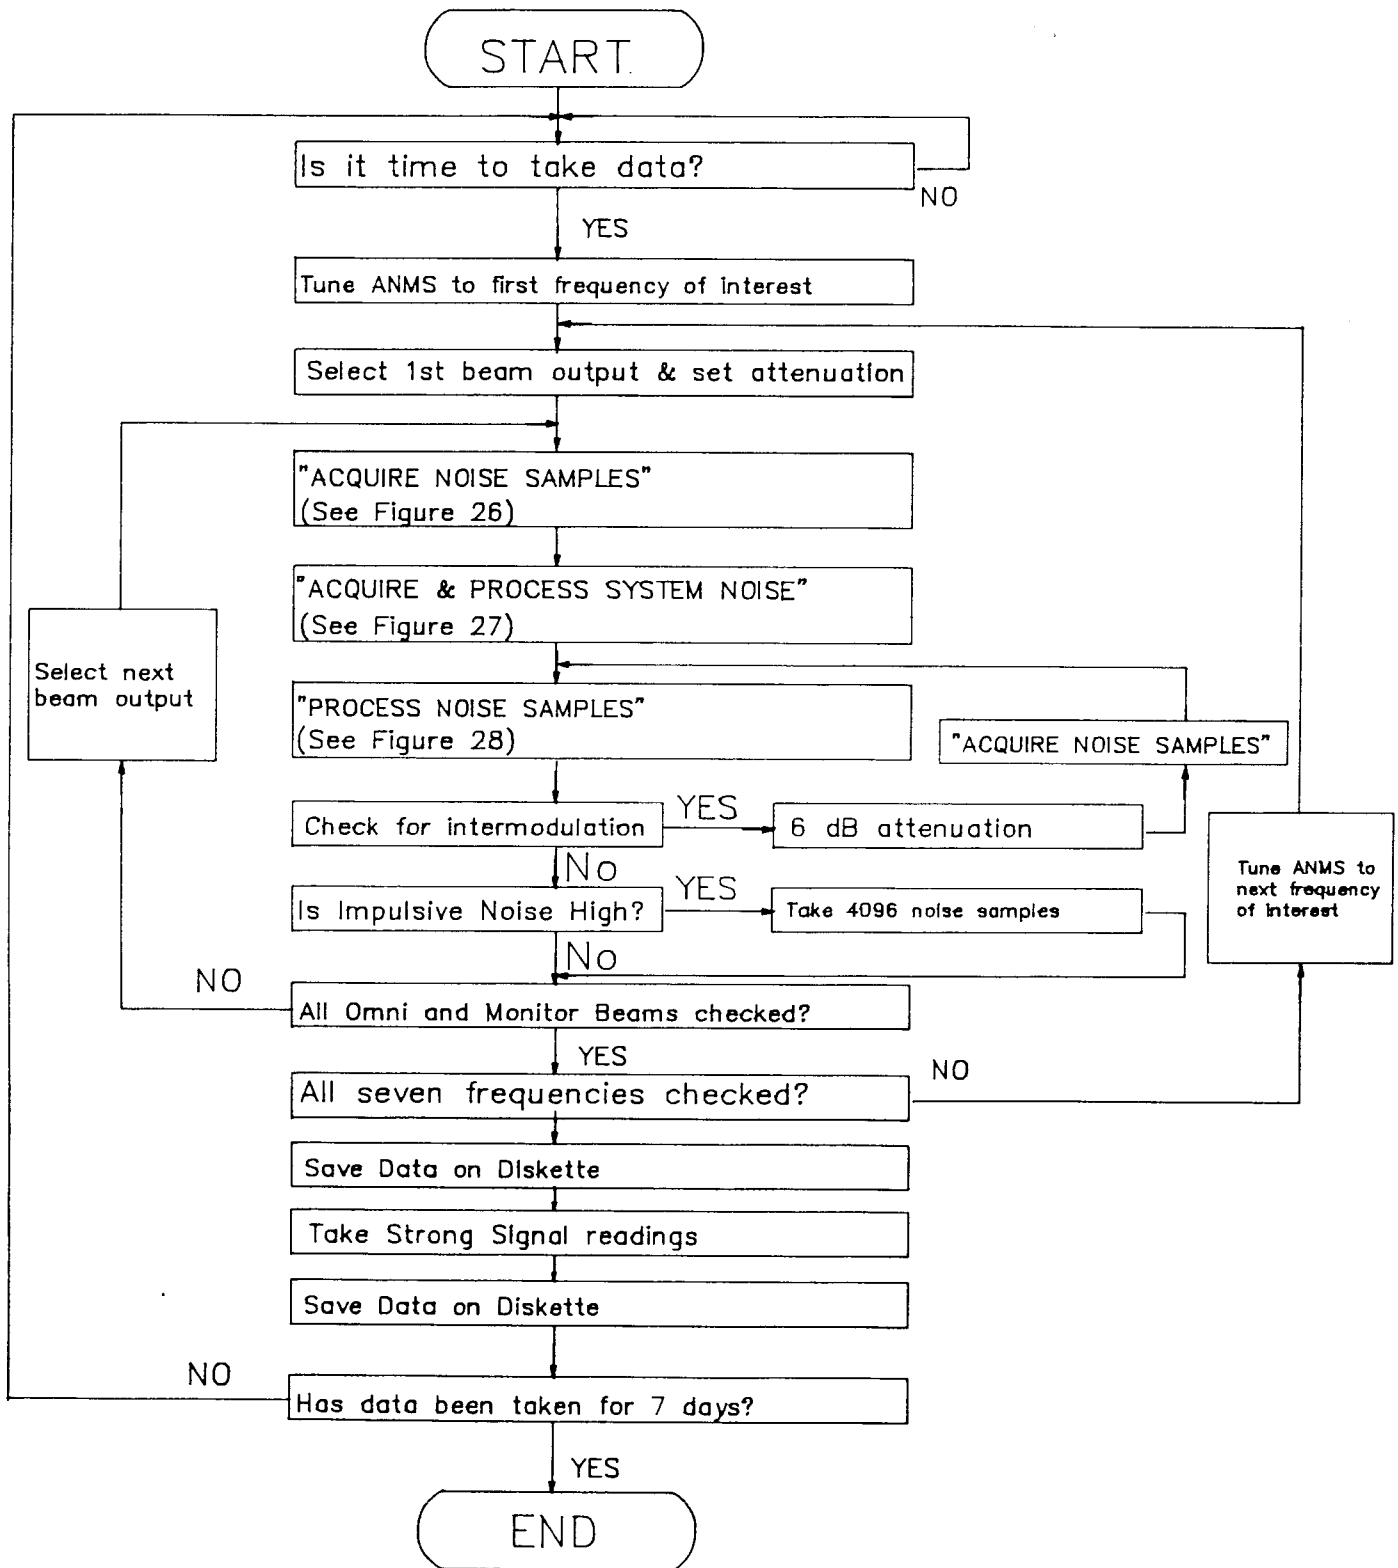 START
Is it time to take data?
NO
YES
Tune ANMS to first frequency of interest
Select 1st beam output & set attenuation
"ACQUIRE NOISE SAMPLES"
(See Figure 26)
"ACQUIRE & PROCESS SYSTEM NOISE"
(See Figure 27)
Select next
beam output
"PROCESS NOISE SAMPLES"
(See Figure 28)
"ACQUIRE NOISE SAMPLES"
Check for intermodulation
YES
6 dB attenuation
No
Tune ANMS to
next frequency
of interest
Is Impulsive Noise High?
YES
Take 4096 noise samples
No
NO
All Omni and Monitor Beams checked?
YES
NO
All seven frequencies checked?
Save Data on Diskette
Take Strong Signal readings
Save Data on Diskette
NO
Has data been taken for 7 days?
YES
END